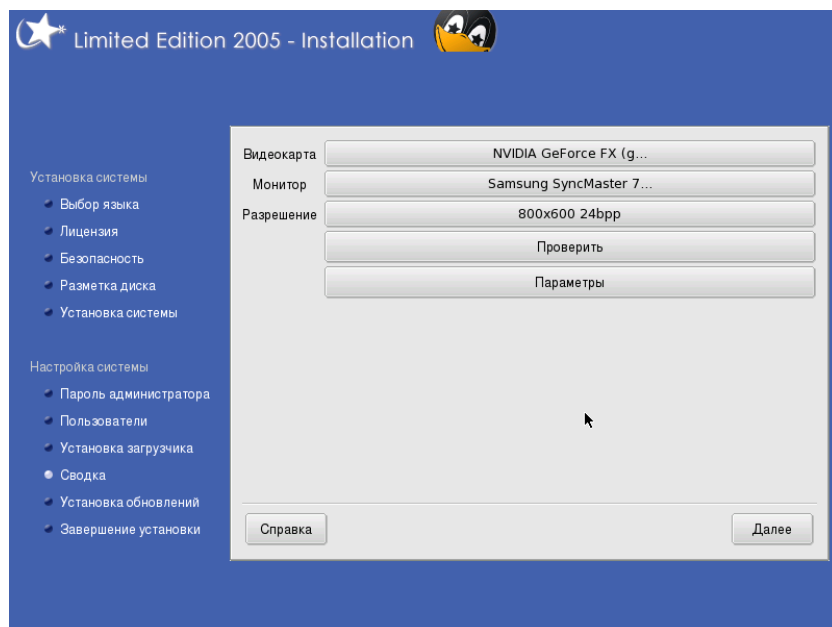 Limited Edition 2005 - Installation
Установка системы
Выбор языка
Лицензия
Безопасность
Разметка диска
Установка системы
Настройка системы
Пароль администратора
Пользователи
Установка загрузчика
Сводка
Установка обновлений
Завершение установки
Видеокарта NVIDIA GeForce FX (g...
Монитор Samsung SyncMaster 7...
Разрешение 800x600 24bpp
Проверить
Параметры
Справка Далее